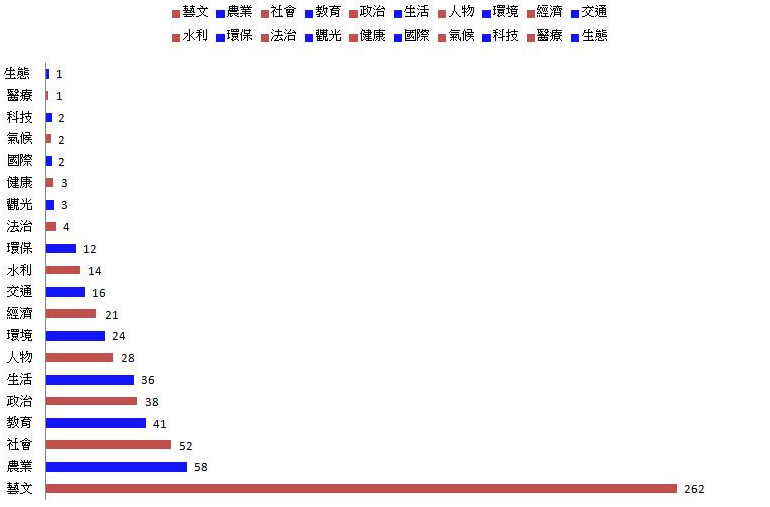 藝文 農業 社會 教育 政治 生活 人物 環境 經濟 交通
水利 環保 法治 觀光 健康 國際 氣候 科技 醫療 生態
生態 1
醫療 1
科技 2
氣候 2
國際 2
健康 3
觀光 3
法治 4
環保 12
水利 14
交通 16
經濟 21
環境 24
人物 28
生活 36
政治 38
教育 41
社會 52
農業 58
藝文 262